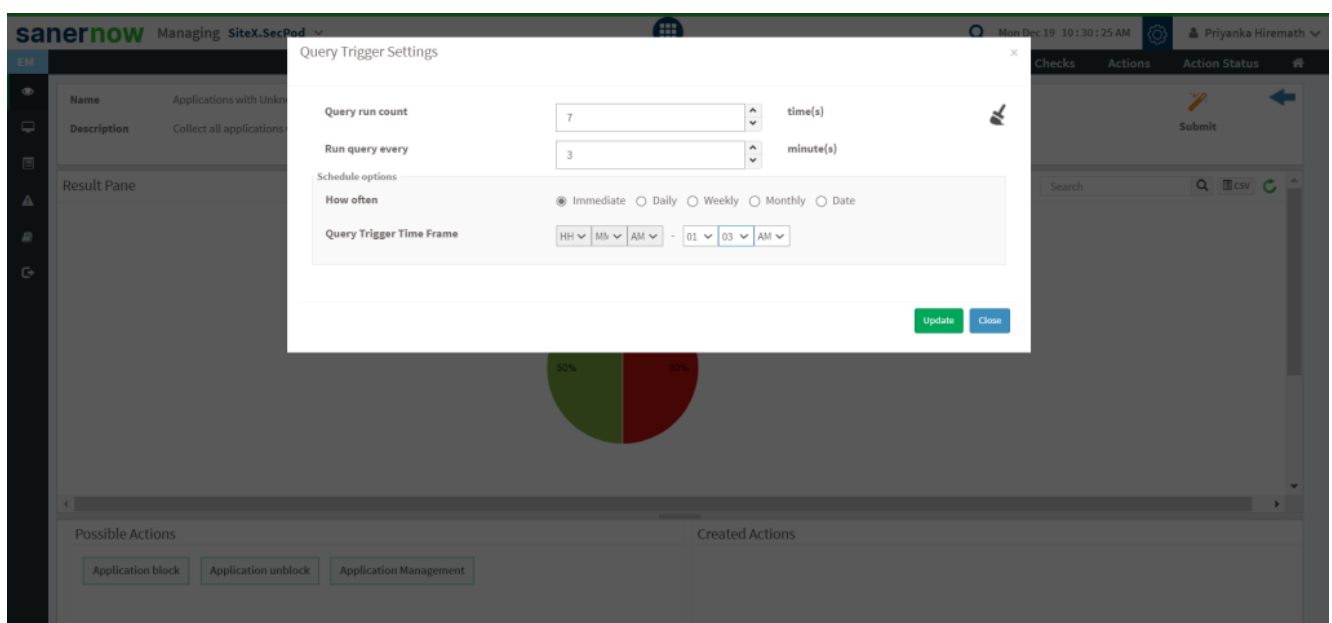 sanernow Managing SiteX.SecPod Mon Dec 19 10:30:25 AM Priyanka Hiremath
EM Checks Actions Action Status
Query Trigger Settings ×
Name Applications with Unkn
Description Collect all applications
Submit
Query run count 7 time(s)
Run query every 3 minute(s)
Result Pane Search CSV
Schedule options
How often Immediate Daily Weekly Monthly Date
Query Trigger Time Frame HH MM AM - 01 03 AM
Update Close
50% 50%
Possible Actions Created Actions
Application block Application unblock Application Management